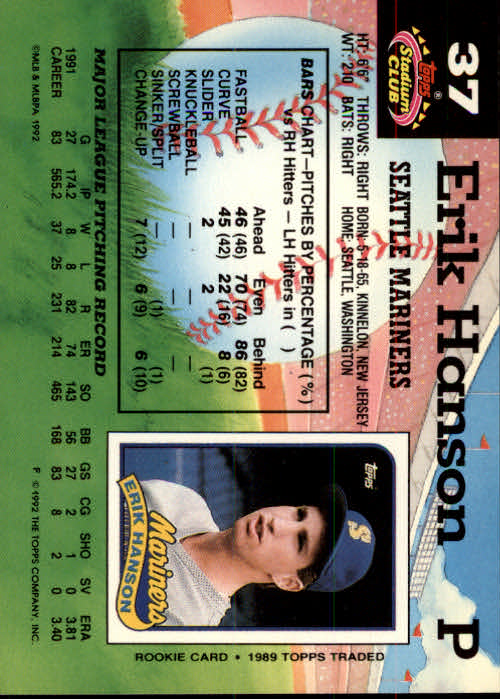 37
topps
Stadium
CLUB
®
Erik Hanson P
SEATTLE MARINERS
HT: 6'6" THROWS: RIGHT BORN: 5-18-65, KINNELON, NEW JERSEY
WT: 210 BATS: RIGHT HOME: SEATTLE, WASHINGTON
BARS CHART—PITCHES BY PERCENTAGE (%)
vs RH Hitters — LH Hitters in ( )
Ahead Even Behind
FASTBALL 46 (46) 70 (74) 86 (82)
CURVE 45 (42) 22 (16) 8 (6)
SLIDER 2 2 (1)
KNUCKLEBALL — — —
SCREWBALL — — —
SINKER/SPLIT — (1) (1)
CHANGE UP 7 (12) 6 (9) 6 (10)
topps
Mariners
ERIK HANSON
ROOKIE CARD • 1989 TOPPS TRADED
MAJOR LEAGUE PITCHING RECORD
G IP W L R ER SO BB GS CG SHO SV ERA
1991 27 174.2 8 8 82 74 143 56 27 2 1 0 3.81
CAREER 83 565.2 37 25 231 214 465 168 83 8 2 0 3.40
©MLB & MLBPA, 1992 P ©1992 THE TOPPS COMPANY, INC.